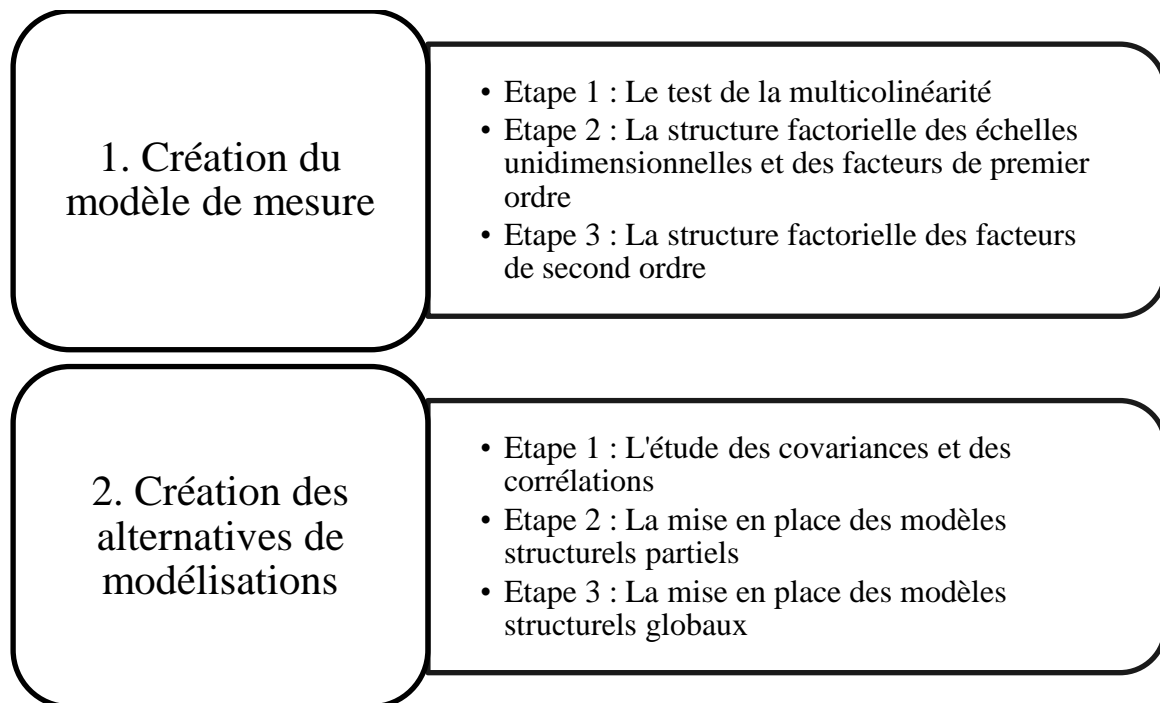 1. Création du
modèle de mesure
• Etape 1 : Le test de la multicolinéarité
• Etape 2 : La structure factorielle des échelles
unidimensionnelles et des facteurs de premier
ordre
• Etape 3 : La structure factorielle des facteurs
de second ordre
2. Création des
alternatives de
modélisations
• Etape 1 : L'étude des covariances et des
corrélations
• Etape 2 : La mise en place des modèles
structurels partiels
• Etape 3 : La mise en place des modèles
structurels globaux